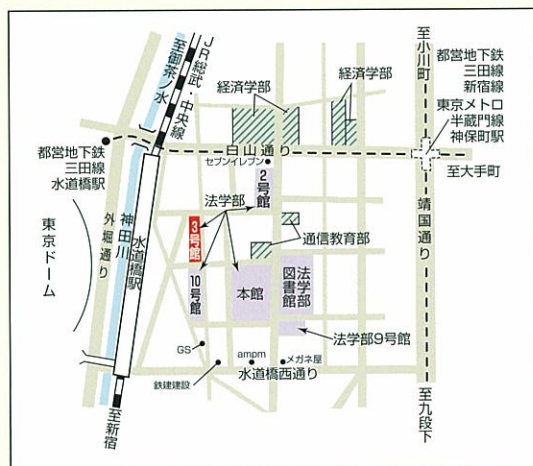 至御茶ノ水
JR総武・中央線
経済学部
経済学部
至小川町
都営地下鉄
三田線
新宿線
東京メトロ
半蔵門線
神保町駅
白山通り
至大手町
都営地下鉄
三田線
水道橋駅
セブンイレブン
2号館
法学部
3号館
通信教育部
靖国通り
外堀通り
神田川
水道橋駅
東京ドーム
10号館
本館
法学部
図書館
法学部9号館
GS
ampm
メガネ屋
鉄建建設
水道橋西通り
至新宿
至九段下